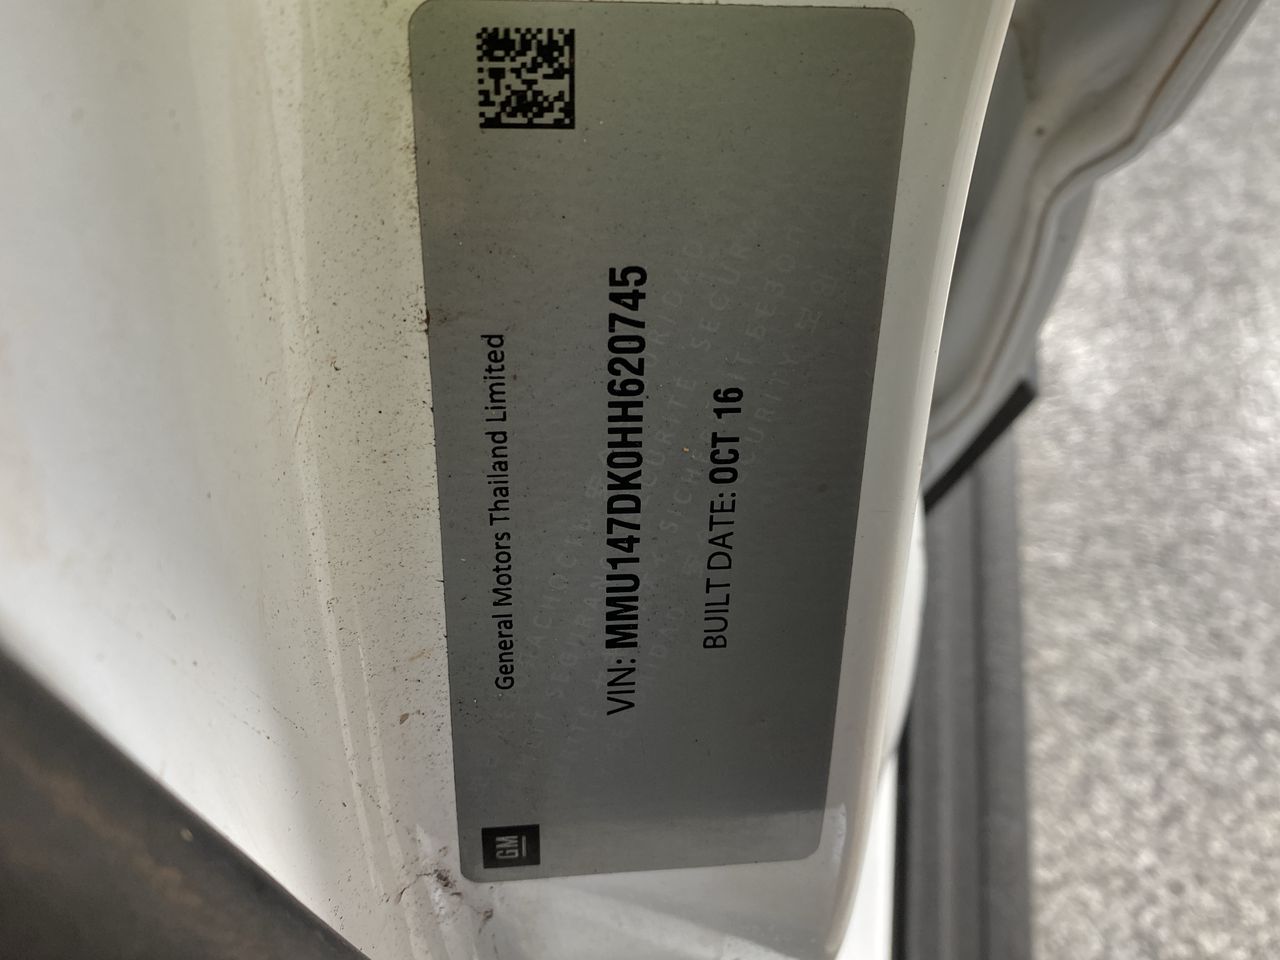 General Motors Thailand Limited
VIN: MMU147DK0HH620745
BUILT DATE: OCT 16
GM